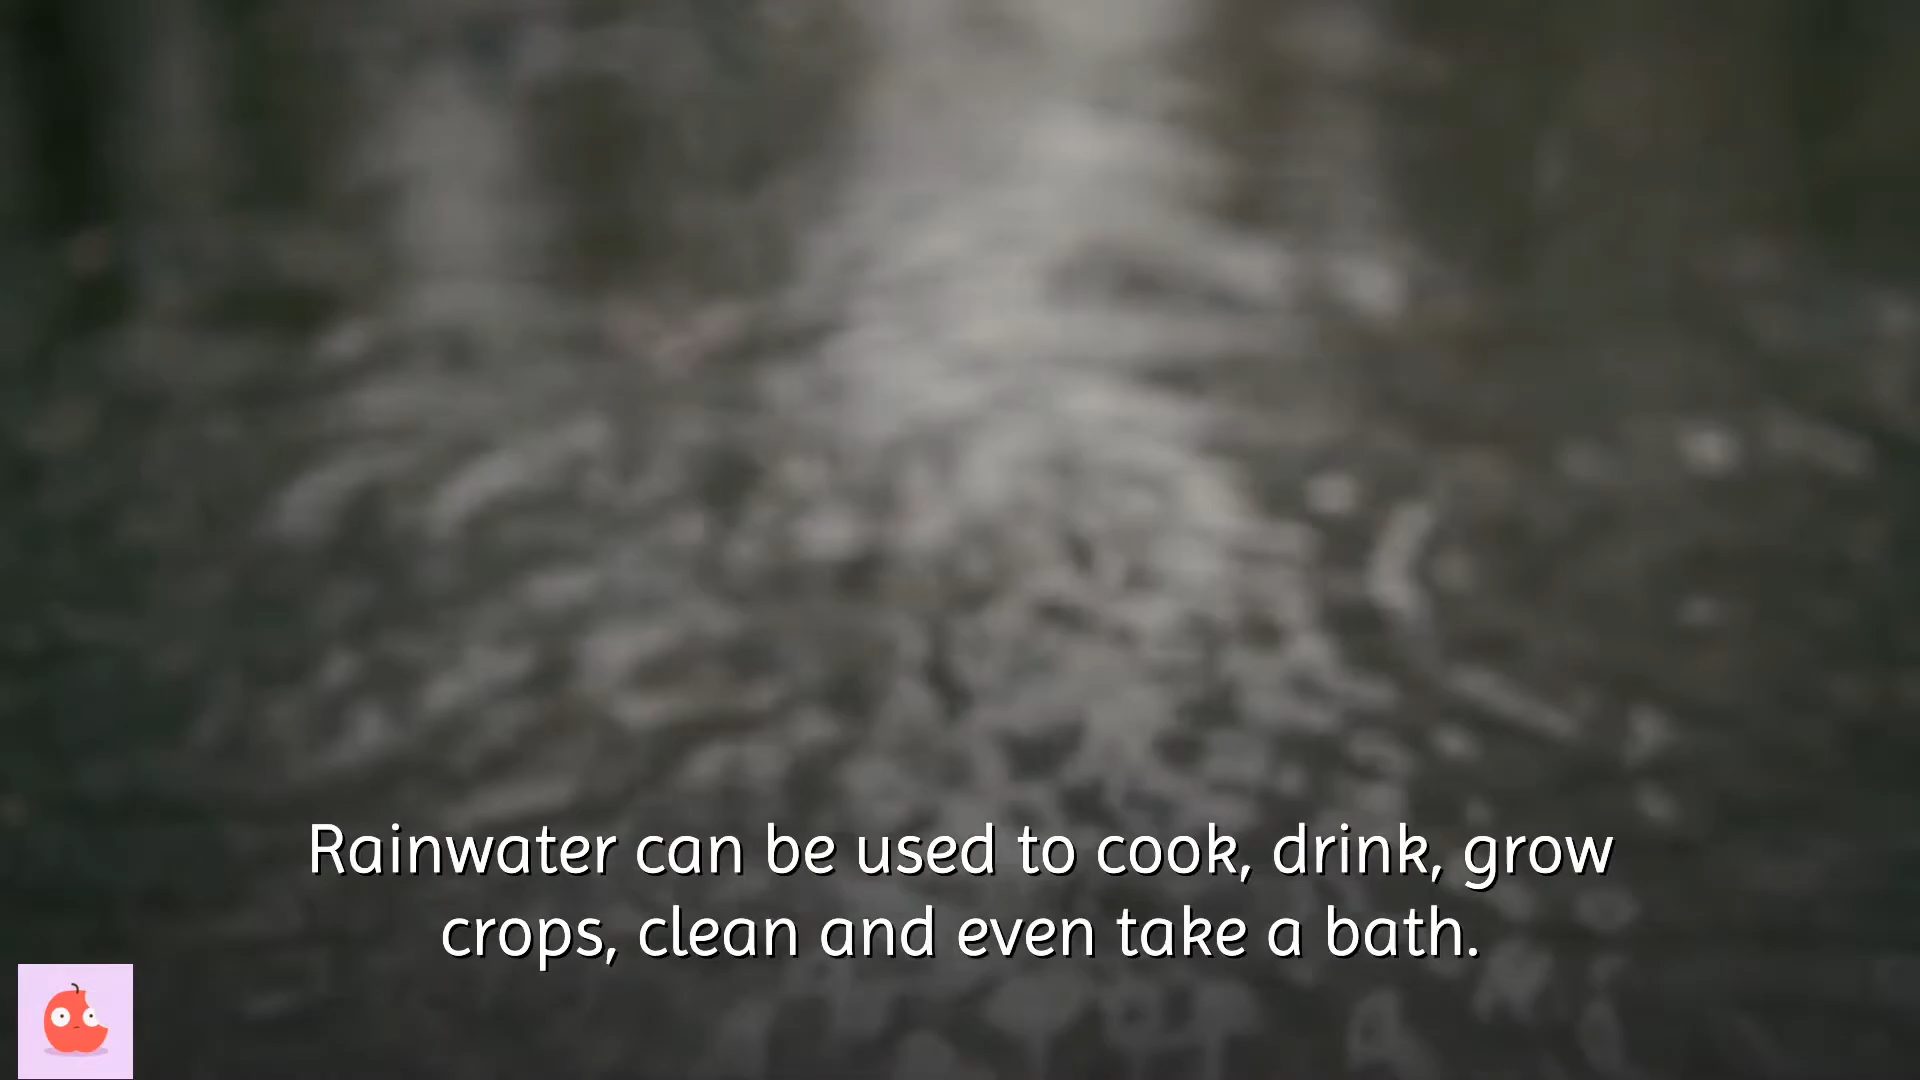 Rainwater can be used to cook, drink, grow
crops, clean and even take a bath.